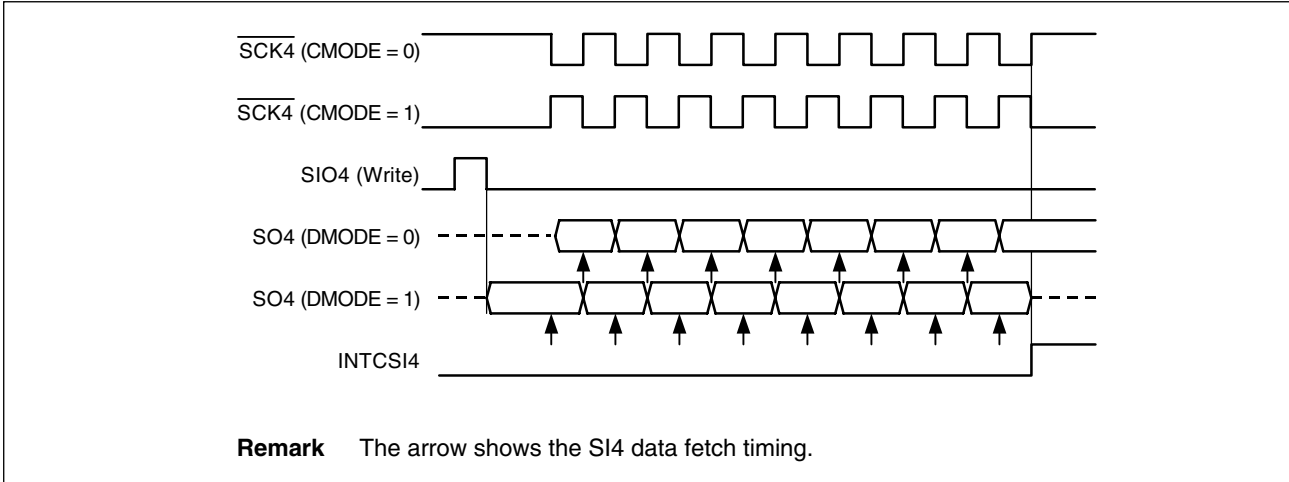 SCK4 (CMODE = 0)
SCK4 (CMODE = 1)
SIO4 (Write)
SO4 (DMODE = 0)
SO4 (DMODE = 1)
INTCSI4
Remark The arrow shows the SI4 data fetch timing.